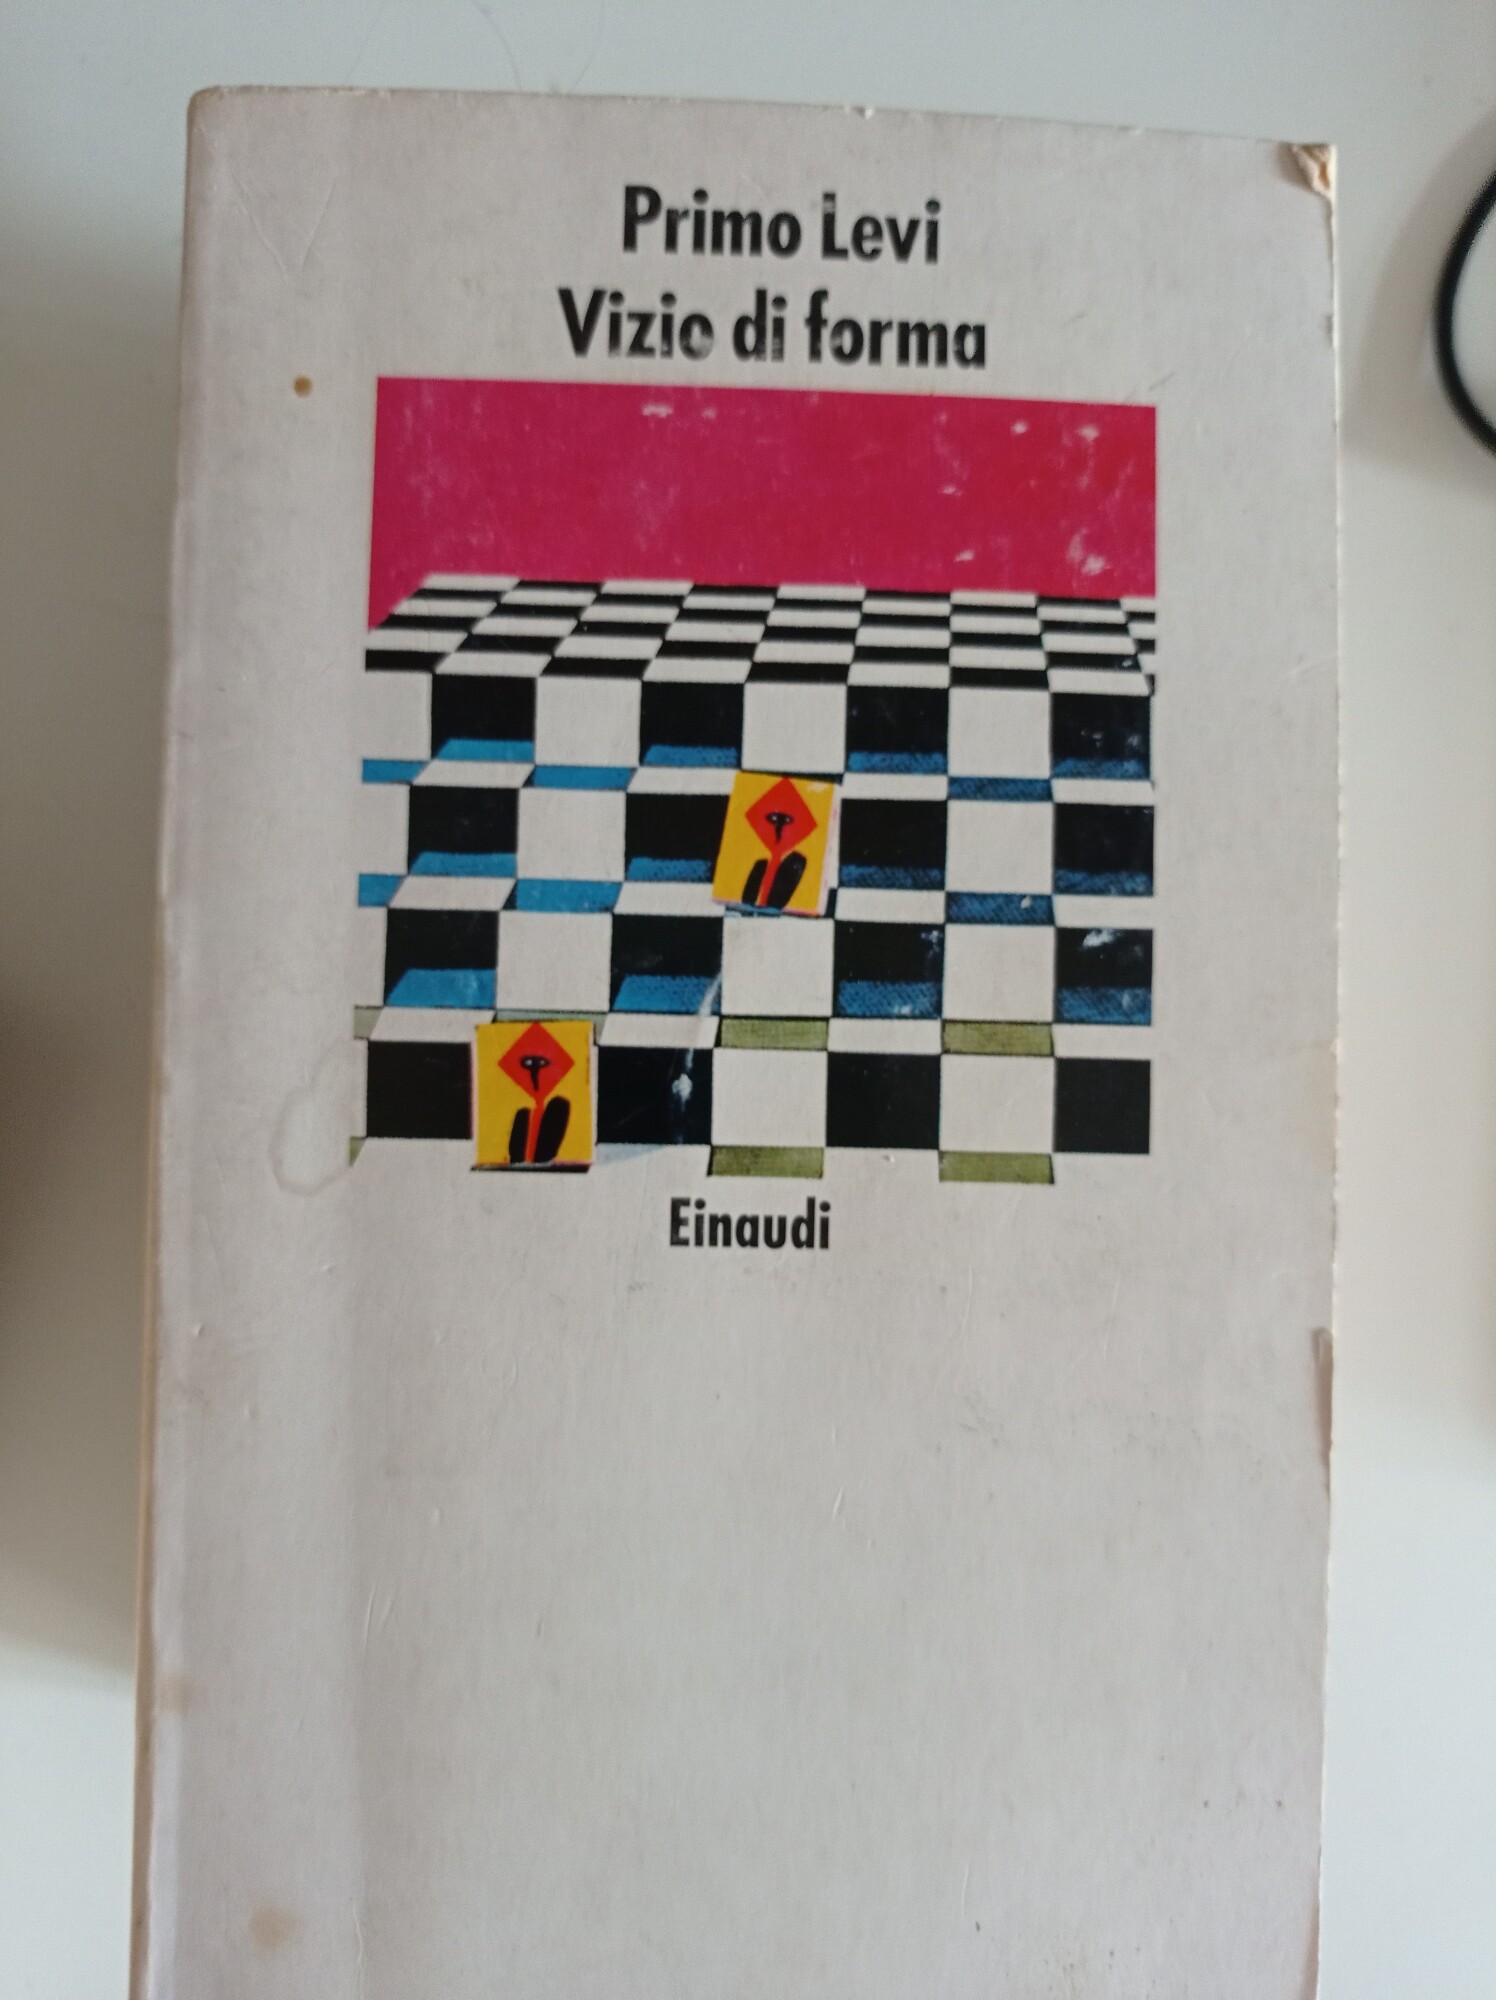 Primo Levi
Vizio di forma
Einaudi